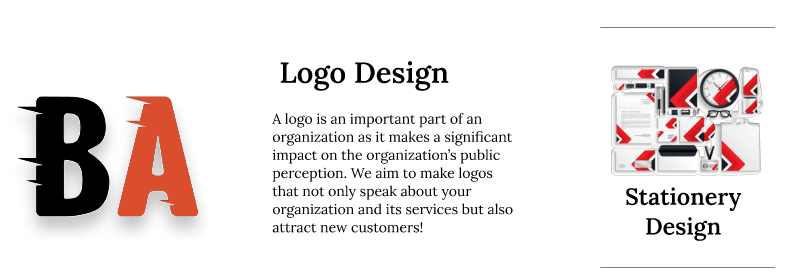 BA
Logo Design
A logo is an important part of an
organization as it makes a significant
impact on the organization's public
perception. We aim to make logos
that not only speak about your
organization and its services but also
attract new customers!
Stationery
Design